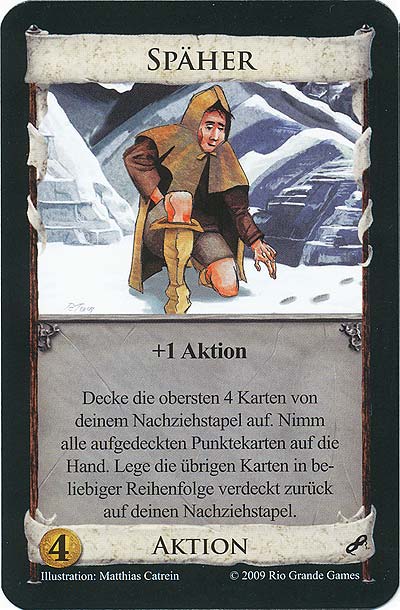 SPÄHER
+1 Aktion
Decke die obersten 4 Karten von
deinem Nachziehstapel auf. Nimm
alle aufgedeckten Punktekarten auf die
Hand. Lege die übrigen Karten in be-
liebiger Reihenfolge verdeckt zurück
auf deinen Nachziehstapel.
4
AKTION
Illustration: Matthias Catrein
© 2009 Rio Grande Games